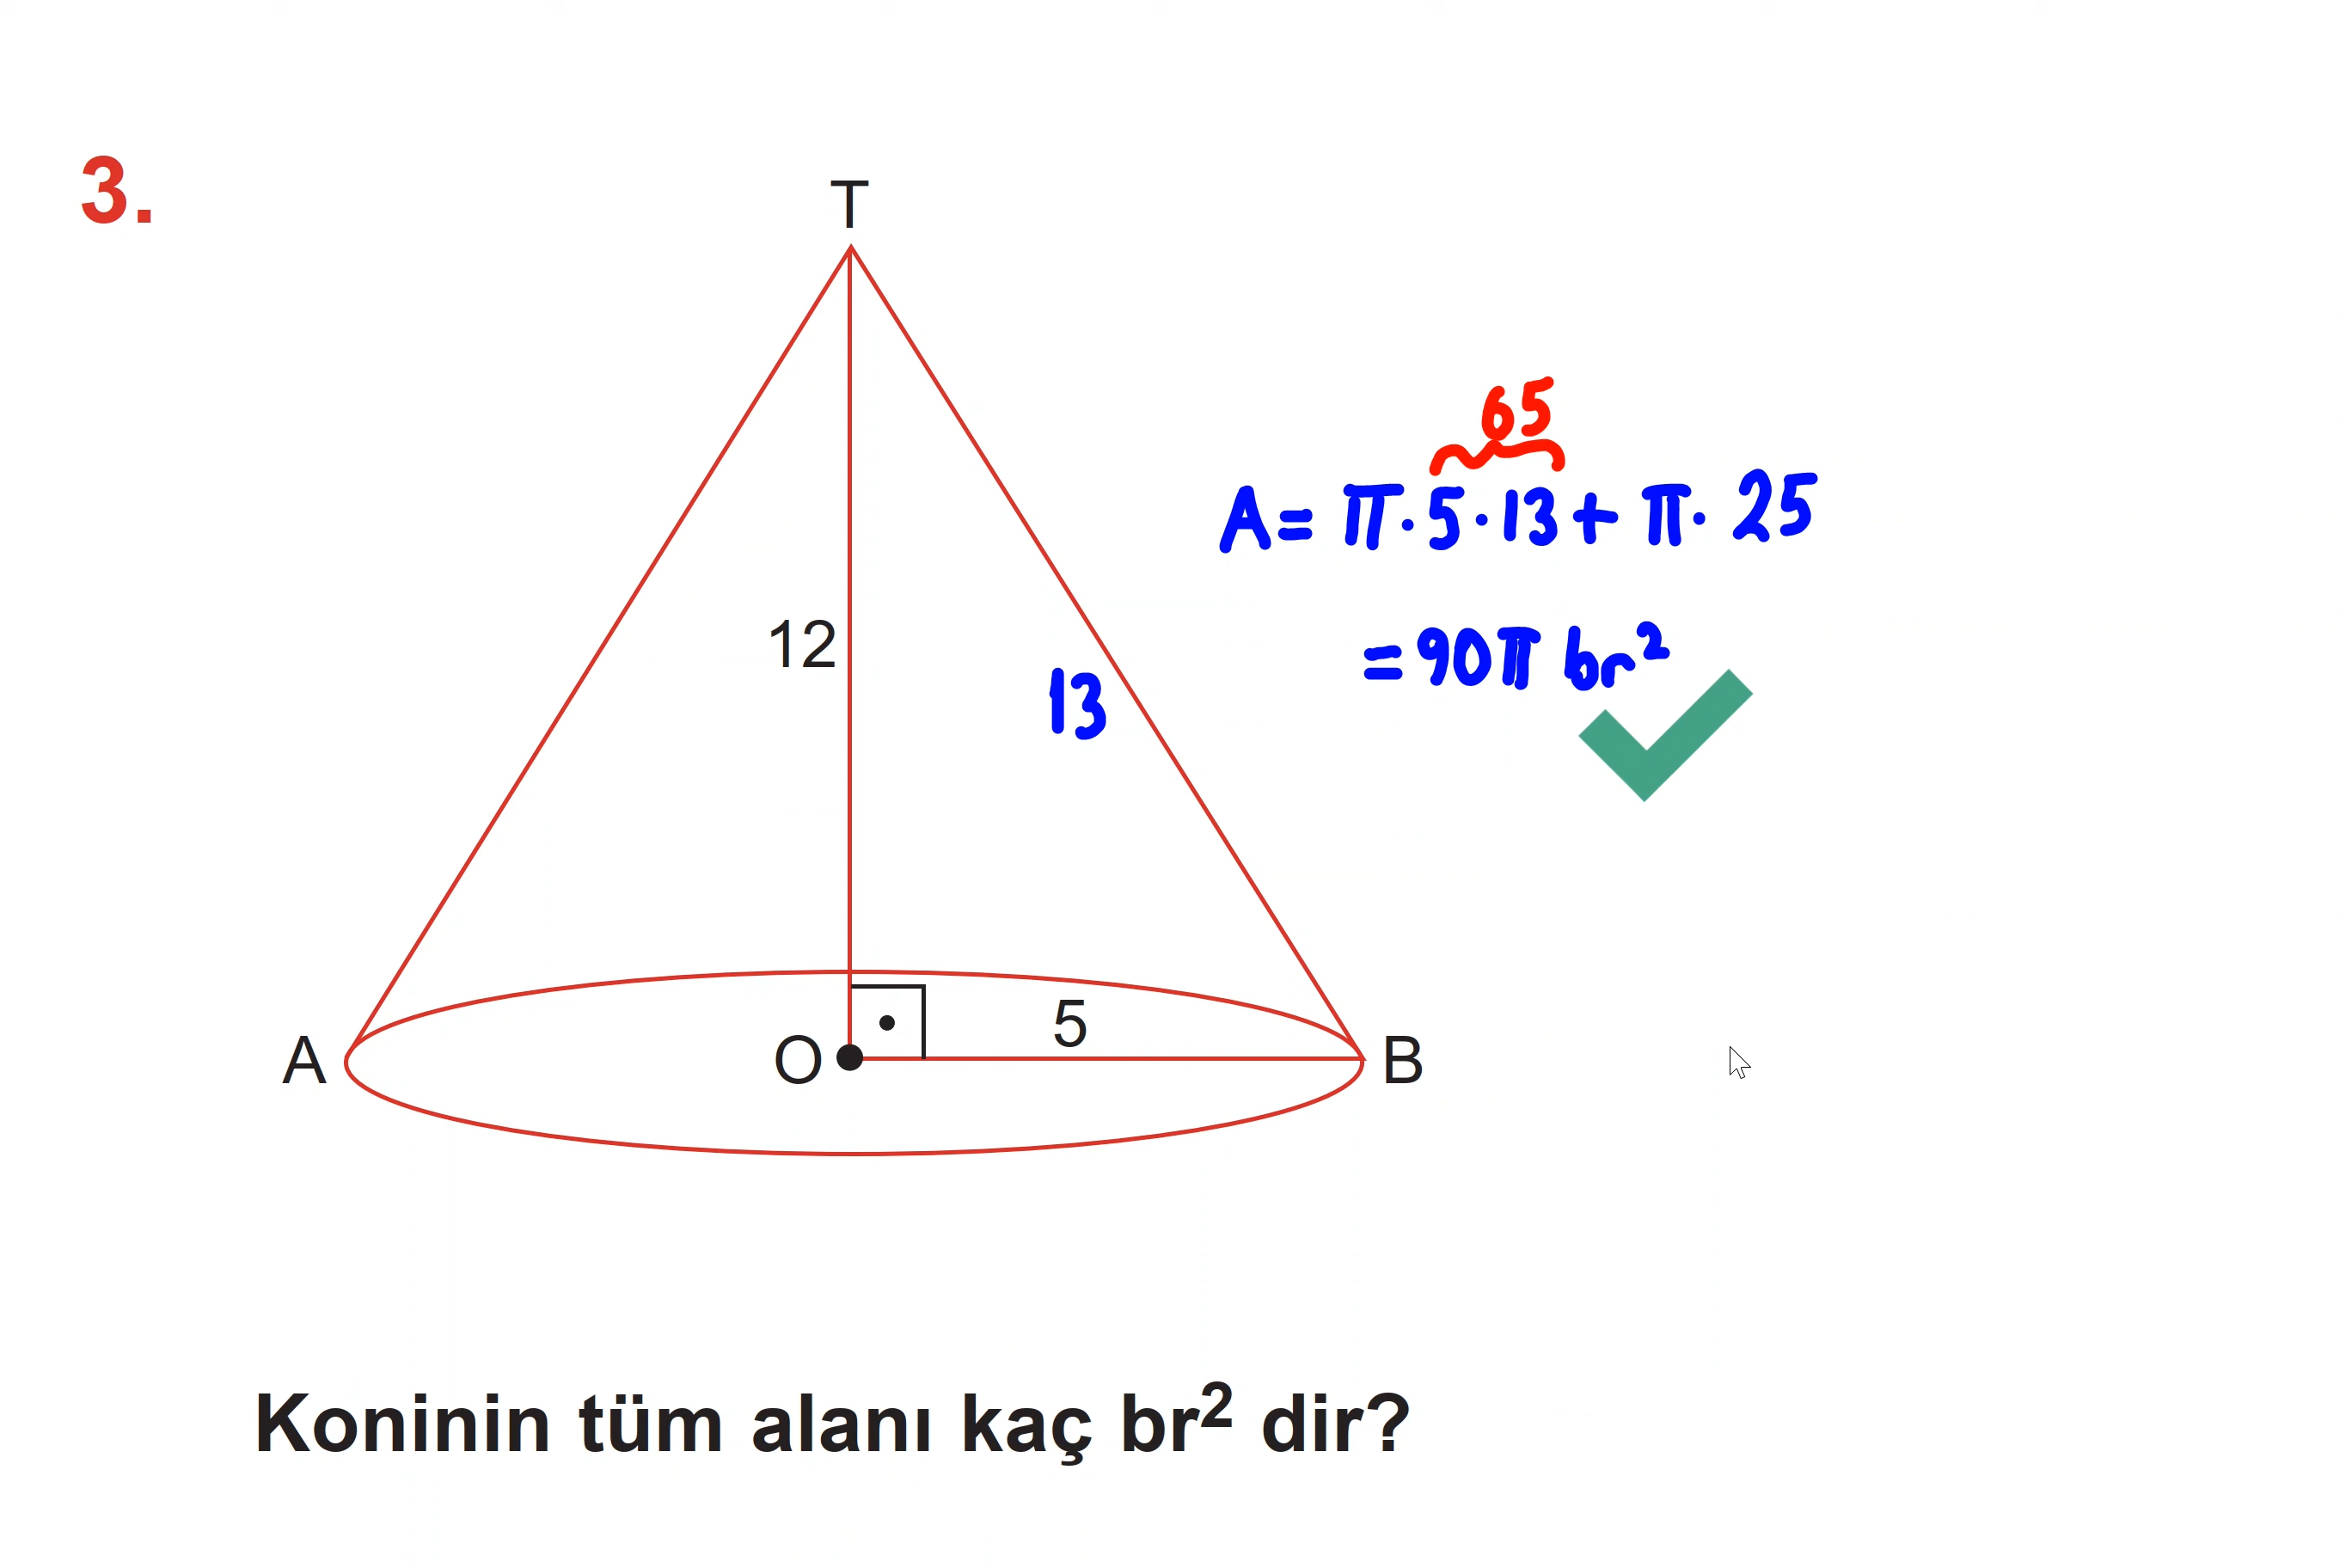 3.
T
65
A = π · 5 · 13 + π · 25
12
= 90π br²
13
5
A
O
B
Koninin tüm alanı kaç br² dir?